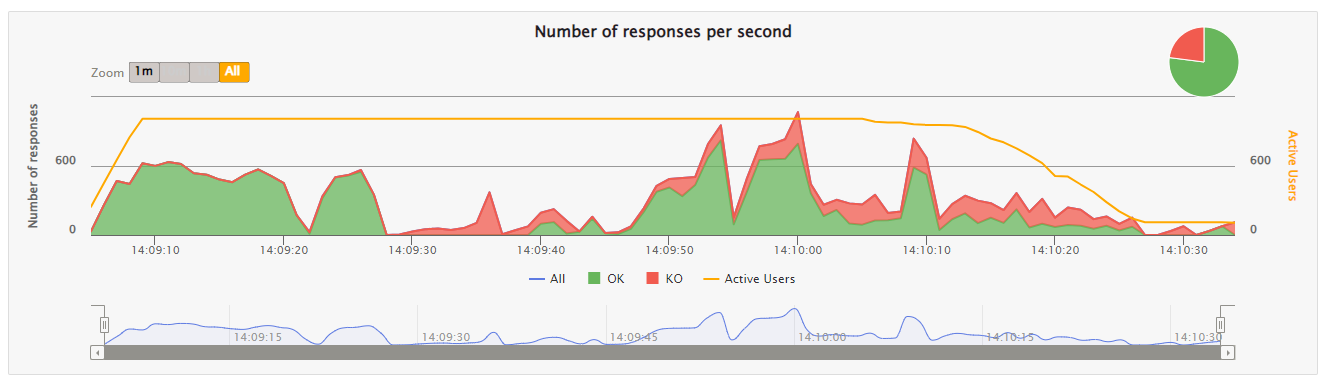 Number of responses per second
Zoom 1m All
Number of responses
600
0
Active Users
600
0
14:09:10 14:09:20 14:09:30 14:09:40 14:09:50 14:10:00 14:10:10 14:10:20 14:10:30
All OK KO Active Users
14:09:15 14:09:30 14:09:45 14:10:00 14:10:15 14:10:30